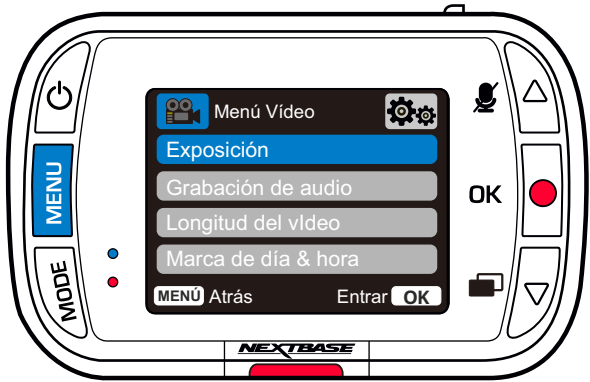 Menú Vídeo
Exposición
Grabación de audio
Longitud del vIdeo
Marca de día & hora
MENÚ Atrás Entrar OK
MENU
MODE
OK
NEXTBASE